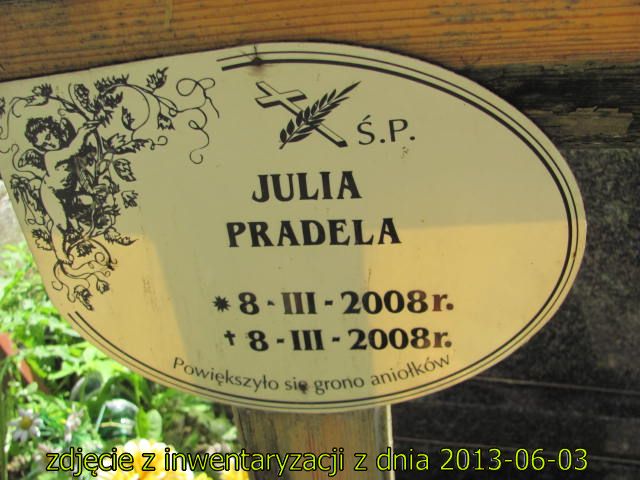 Ś.P.
JULIA
PRADELA
* 8-III-2008r.
† 8-III-2008r.
Powiększyło się grono aniołków
zdjęcie z inwentaryzacji z dnia 2013-06-03